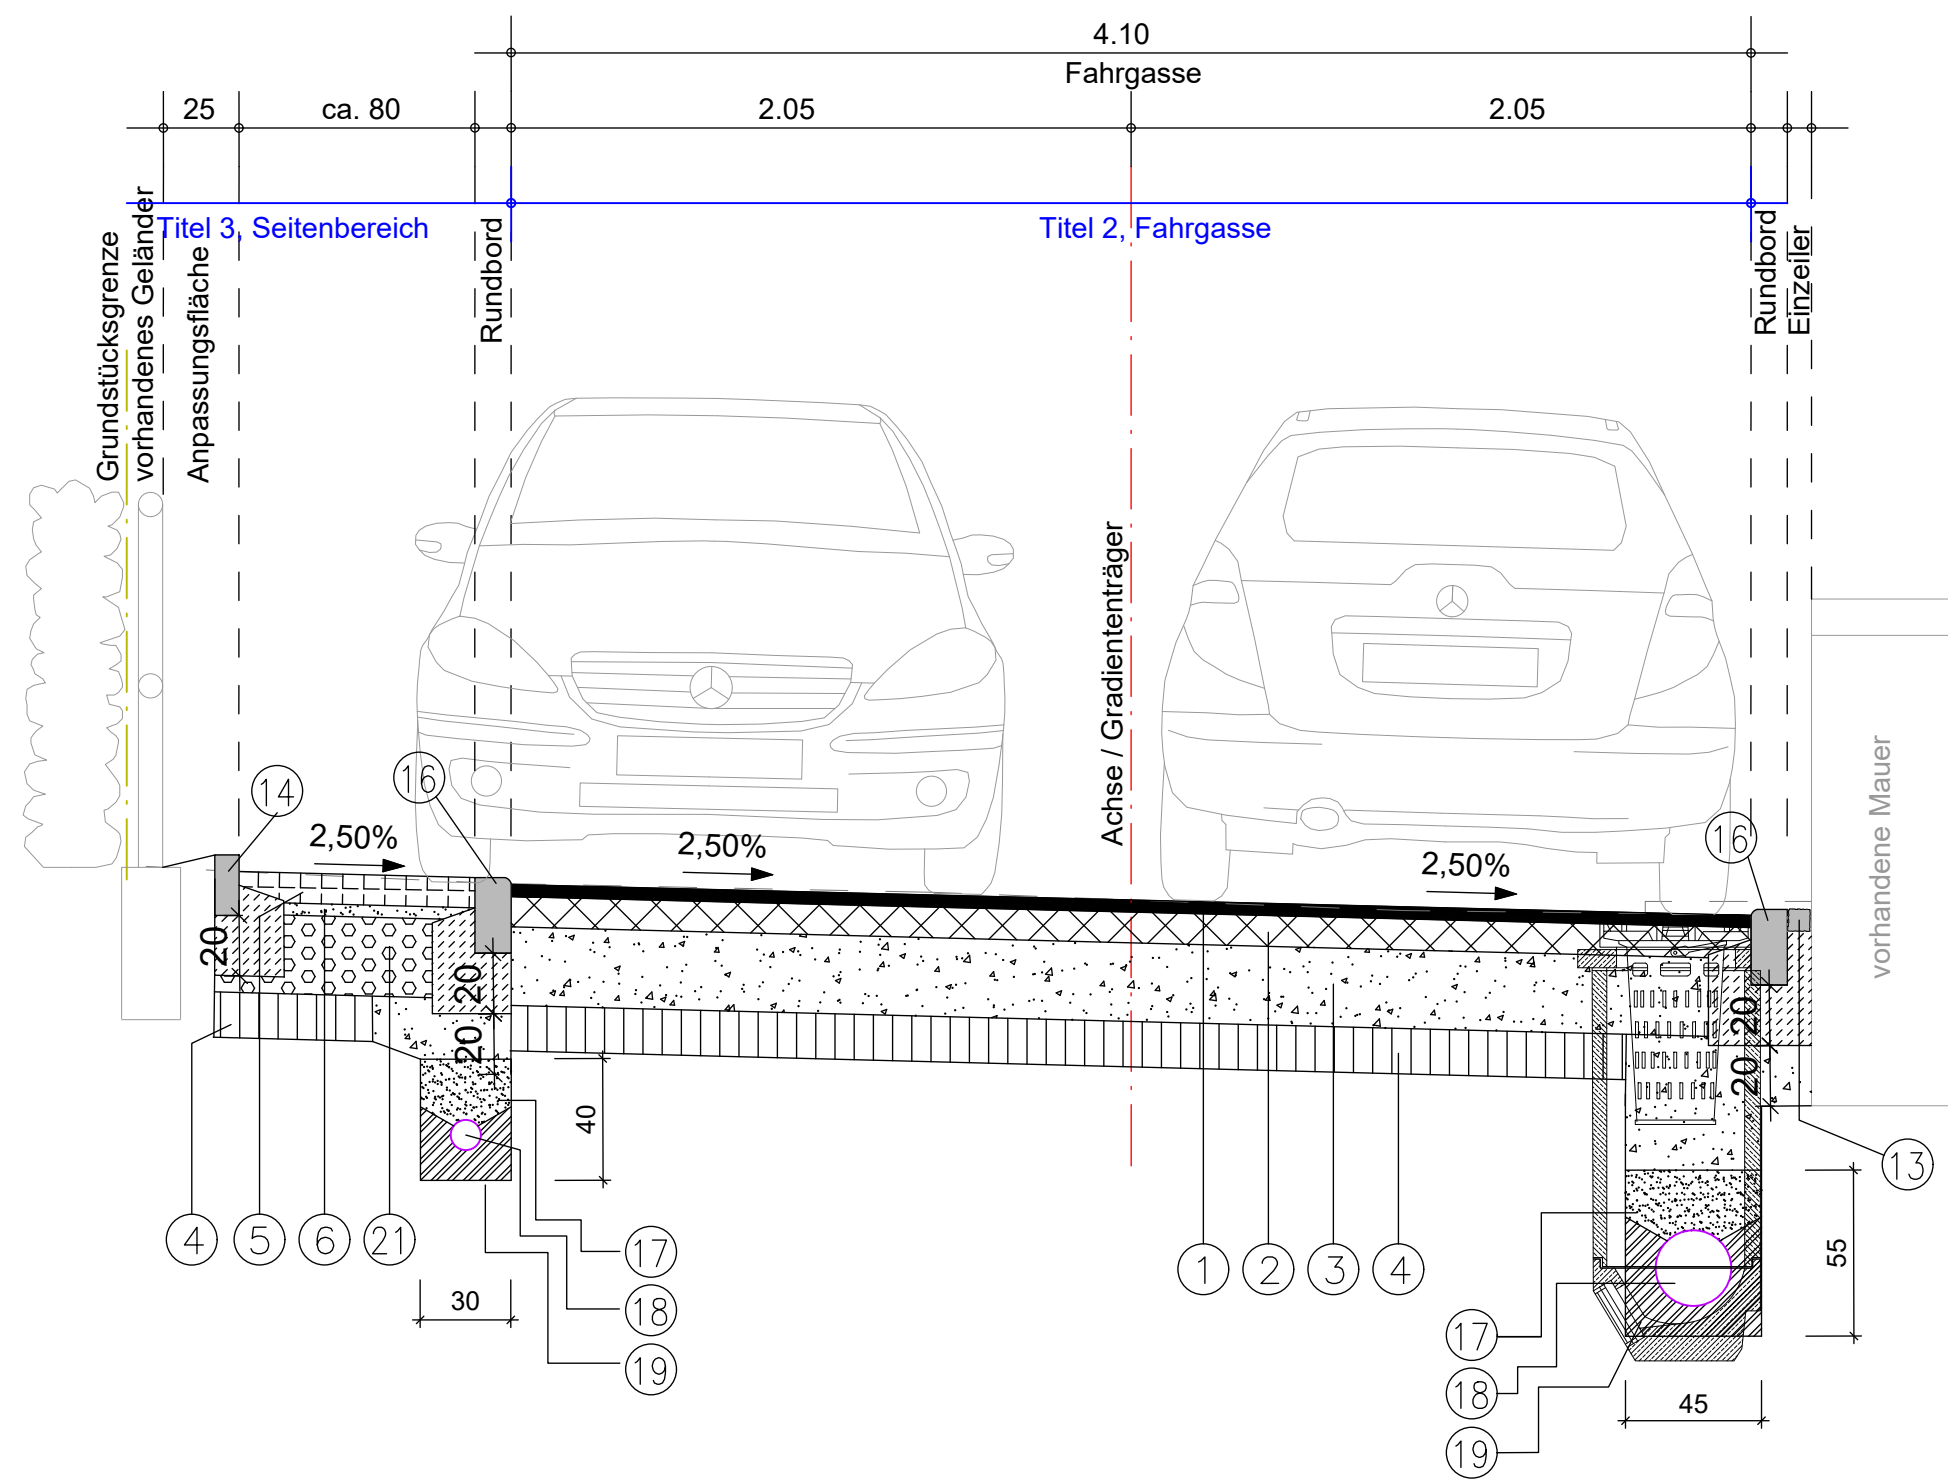 4.10
Fahrgasse
25
ca. 80
2.05
2.05
Titel 3, Seitenbereich
Titel 2, Fahrgasse
Grundstücksgrenze
vorhandenes Geländer
Anpassungsfläche
Rundbord
Rundbord
Einzeiler
Achse / Gradiententräger
vorhandene Mauer
14
16
16
2,50%
2,50%
2,50%
20
20
20
20
20
40
30
55
45
4
5
6
21
17
18
19
1
2
3
4
13
17
18
19